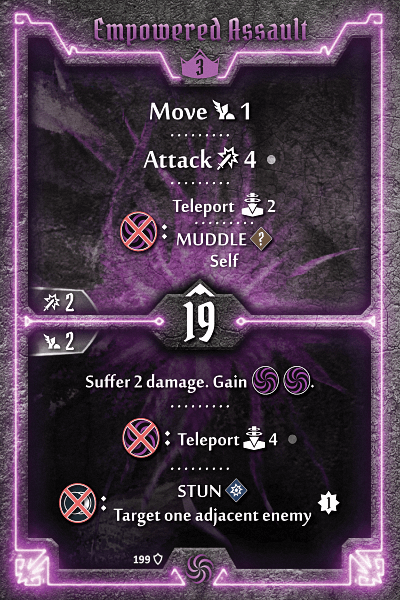 Empowered Assault
3
Move 1
Attack 4
Teleport 2
:
MUDDLE ?
Self
2
19
2
Suffer 2 damage. Gain .
: Teleport 4
STUN
:
Target one adjacent enemy 1
199